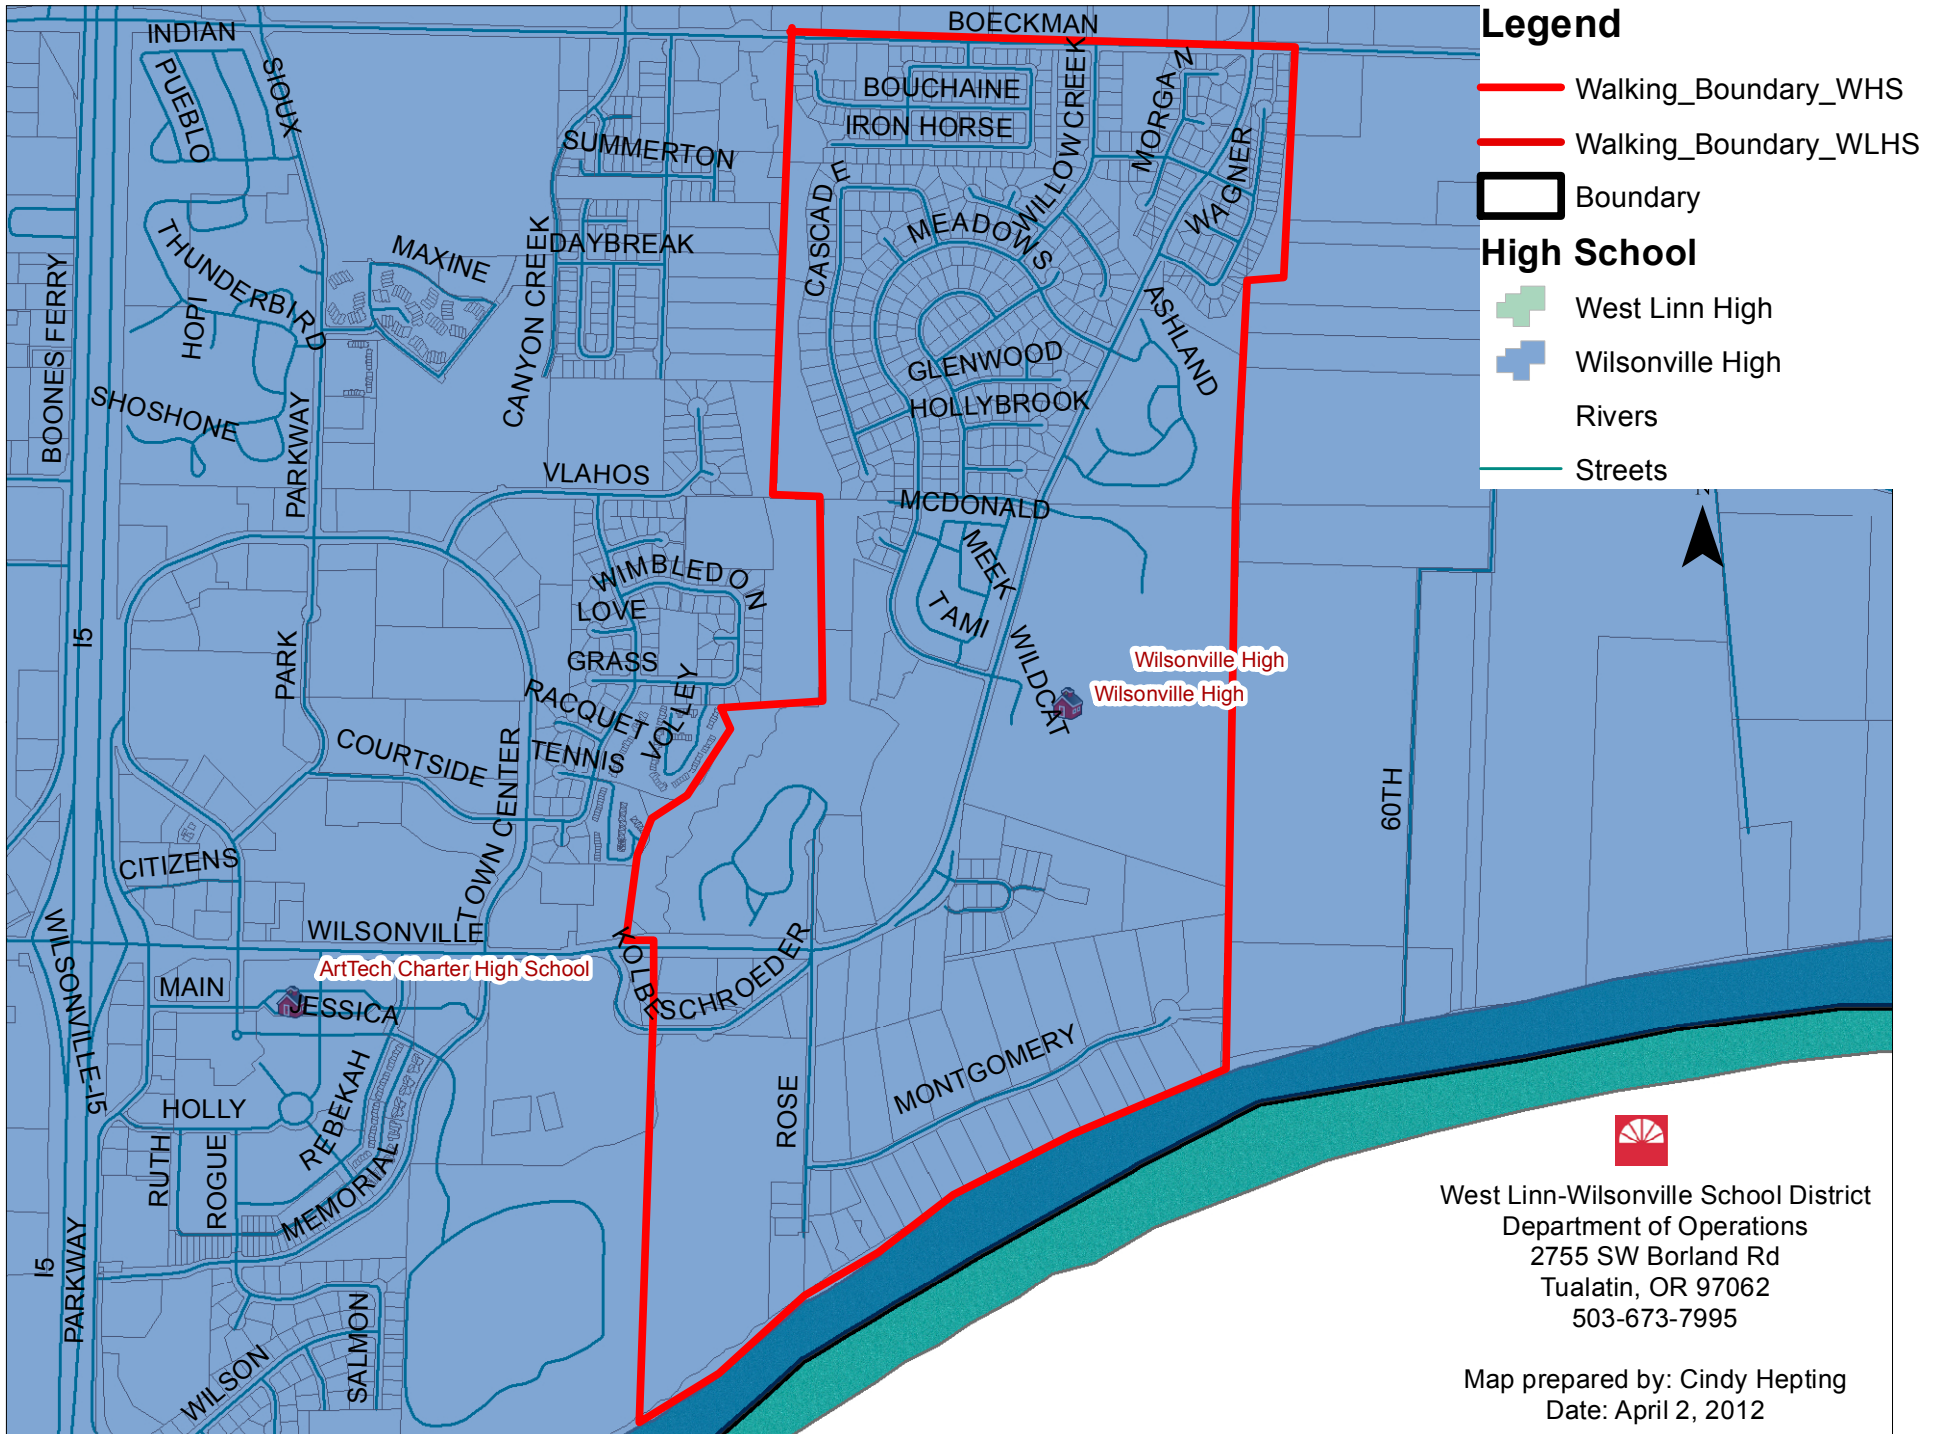 Legend
Walking_Boundary_WHS
Walking_Boundary_WLHS
Boundary
High School
West Linn High
Wilsonville High
Rivers
Streets
N
BOECKMAN
INDIAN
PUEBLO
SIOUX
BOUCHAINE
IRON HORSE
WILLOW CREEK
MORGAN
WAGNER
SUMMERTON
CASCADE
MEADOWS
THUNDERBIRD
HOPI
MAXINE
CANYON CREEK
DAYBREAK
BOONES FERRY
ASHLAND
GLENWOOD
HOLLYBROOK
SHOSHONE
PARKWAY
VLAHOS
MCDONALD
MEEK
TAMI
WIMBLEDON
LOVE
GRASS
I5
PARK
WILDCAT
Wilsonville High
Wilsonville High
RACQUET
VOLLEY
TENNIS
COURTSIDE
TOWN CENTER
60TH
CITIZENS
WILSONVILLE
WILSONVILLE-I5
ArtTech Charter High School
KOLBE
SCHROEDER
MAIN
JESSICA
MONTGOMERY
ROSE
HOLLY
REBEKAH
RUTH
ROGUE
MEMORIAL
I5
PARKWAY
WILSON
SALMON
West Linn-Wilsonville School District
Department of Operations
2755 SW Borland Rd
Tualatin, OR 97062
503-673-7995
Map prepared by: Cindy Hepting
Date: April 2, 2012